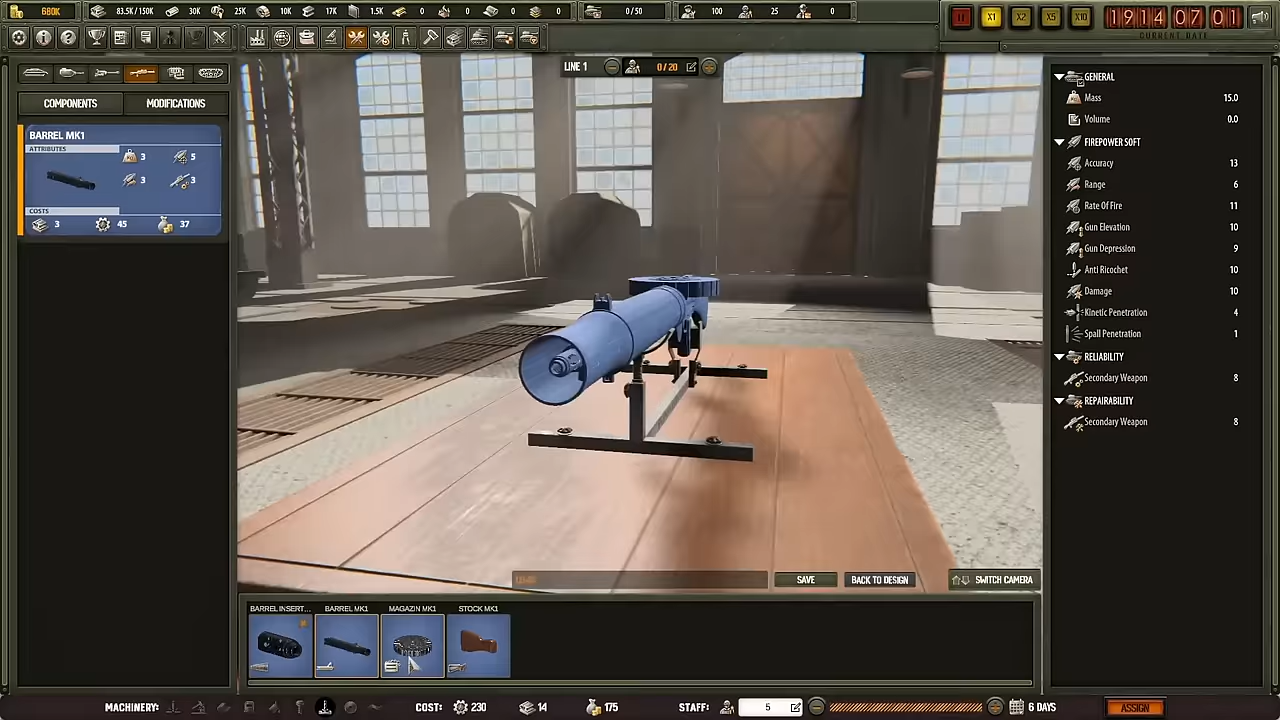 660K 83.5K / 150K 30K 25K 10K 17K 1.5K 0 0 0 0 0/50 100 25 0
X1 X2 X5 X10 1914 07 01
CURRENT DATE
COMPONENTS MODIFICATIONS
BARREL MK1
ATTRIBUTES
3 5
3 3
COSTS
3 45 37
LINE 1 0/20
GENERAL
Mass 15.0
Volume 0.0
FIREPOWER SOFT
Accuracy 13
Range 6
Rate Of Fire 11
Gun Elevation 10
Gun Depression 9
Anti Ricochet 10
Damage 10
Kinetic Penetration 4
Spall Penetration 1
RELIABILITY
Secondary Weapon 8
REPAIRABILITY
Secondary Weapon 8
SAVE BACK TO DESIGN SWITCH CAMERA
BARREL INSERT... BARREL MK1 MAGAZIN MK1 STOCK MK1
MACHINERY: COST: 230 14 175 STAFF: 5 6 DAYS ASSIGN